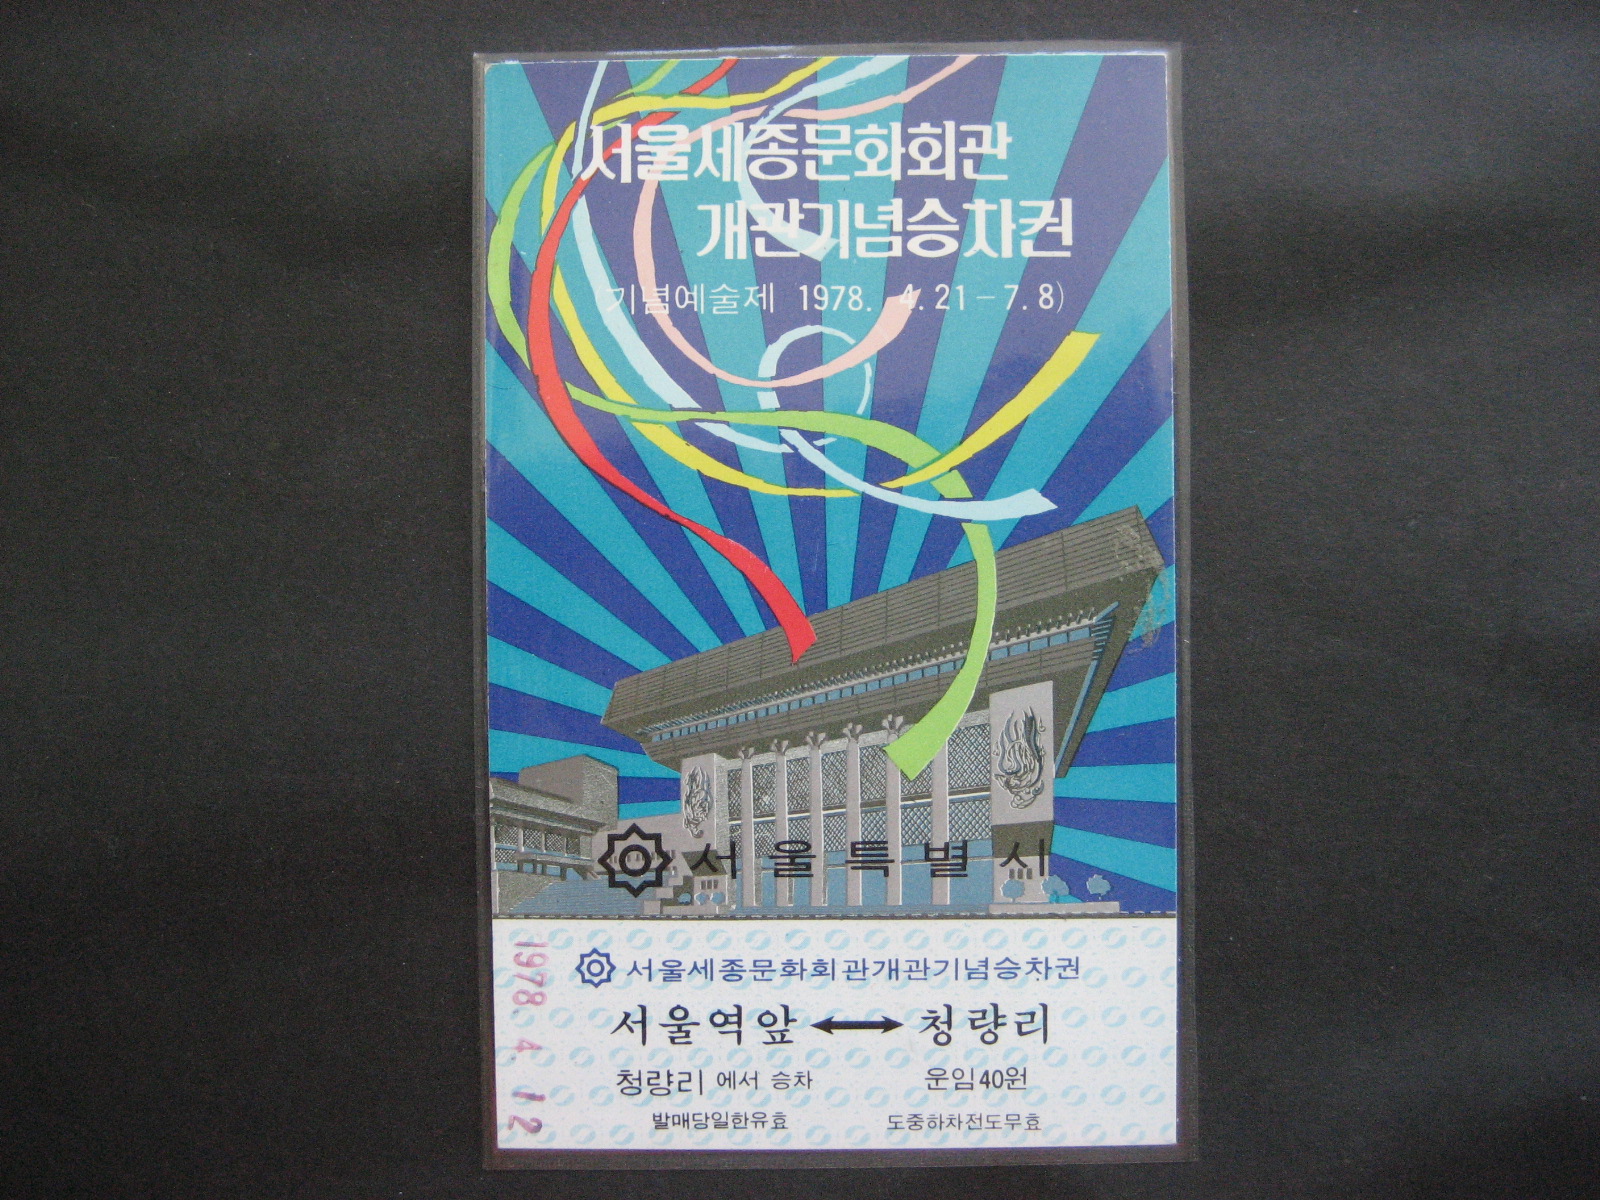 서울세종문화회관
개관기념승차권
(기념예술제 1978. 4. 21-7. 8)
서울특별시
서울세종문화회관개관기념승차권
서울역앞 ↔ 청량리
청량리 에서 승차 운임40원
발매당일한유효 도중하차전도무효
1978. 4. 12